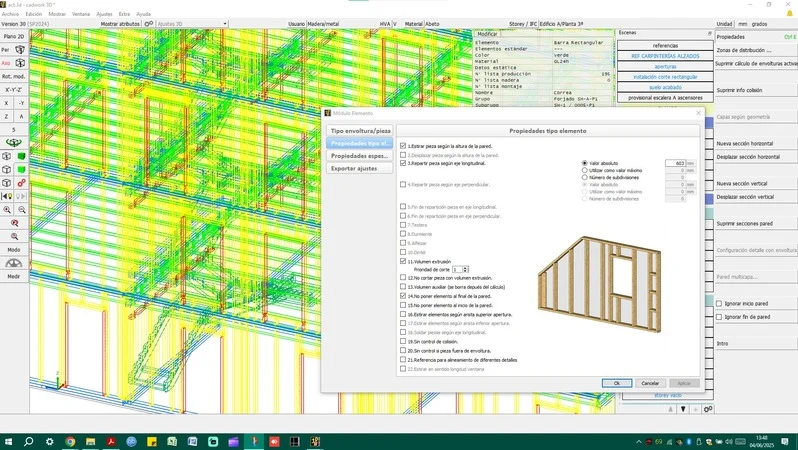 act.3d - cadwork 3D *
Archivo Edición Mostrar Ventana Ajustes Extra Ayuda
Versión 30 (SP2024) Mostrar atributos Ajustes 3D Usuario Madera/metal HVA V Material Abeto Storey / IFC Edificio A/Planta 3ª Unidad mm grados
Plano 2D
Per
Axo
Rot. mod.
X-Y-Z'
X -X
Y -Y
Z
S
Modo
Medir
Modificar
Elemento Barra Rectangular
Elementos estándar ---
Color verde
Material GL24h
Datos estática
N° lista producción 195
N° lista madera 0
N° lista montaje
Nombre Correa
Grupo Forjado SH-A-P1
Escenas
referencias
REF CARPINTERÍAS ALZADOS
aperturas
instalación corte rectangular
suelo acabado
provisional escalera A ascensores
Propiedades Ctrl E
Zonas de distribución ...
Suprimir cálculo de envolturas activa
Suprimir info colisión
Capas según geometría
Nueva sección horizontal
Desplazar sección horizontal
Nueva sección vertical
Desplazar sección vertical
Suprimir secciones pared
Configuración detalle con envoltura
Pared multicapa...
Ignorar inicio pared
Ignorar fin de pared
Intro
Módulo Elemento
Tipo envoltura/pieza
Propiedades tipo el...
Propiedades espes...
Exportar ajustes
Propiedades tipo elemento
1.Estirar pieza según la altura de la pared.
2.Desplazar pieza según la altura de la pared.
3.Repartir según eje longitudinal.
Valor absoluto 603 mm
Utilizar como valor máximo 0 mm
Número de subdivisiones 0
4.Repartir pieza según eje perpendicular.
Valor absoluto 0 mm
Utilizar como valor máximo 0 mm
Número de subdivisiones 0
5.Fin de repartición pieza en eje longitudinal.
6.Fin de repartición pieza en eje perpendicular.
7.Testera
8.Durmiente
9.Alféizar
10.Dintel
11.Volumen extrusión
Prioridad de corte 1
12.No cortar pieza con volumen extrusión.
13.Volumen auxiliar (se borra después del cálculo)
14.No poner elemento al final de la pared.
15.No poner elemento al inicio de la pared.
16.Estirar elementos según arista superior apertura.
17.Estirar elementos según arista inferior apertura.
18.Soldar piezas según eje longitudinal.
19.Sin control de colisión.
20.Sin control si pieza fuera de envoltura.
21.Referencia para alineamiento de diferentes detalles
22.Estirar en sentido longitud ventana
Ok Cancelar Aplicar
storey vacío
13:48
04/06/2025